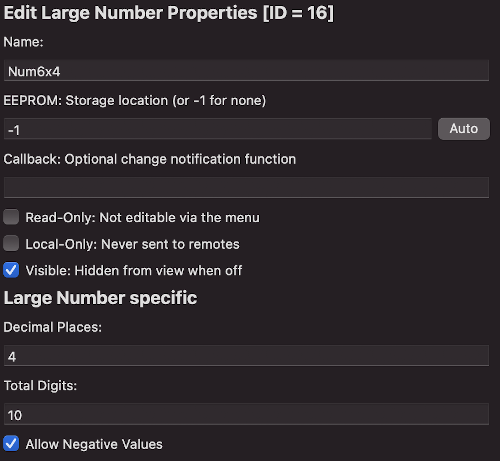 Edit Large Number Properties [ID = 16]
Name:
Num6x4
EEPROM: Storage location (or -1 for none)
-1
Auto
Callback: Optional change notification function
Read-Only: Not editable via the menu
Local-Only: Never sent to remotes
Visible: Hidden from view when off
Large Number specific
Decimal Places:
4
Total Digits:
10
Allow Negative Values